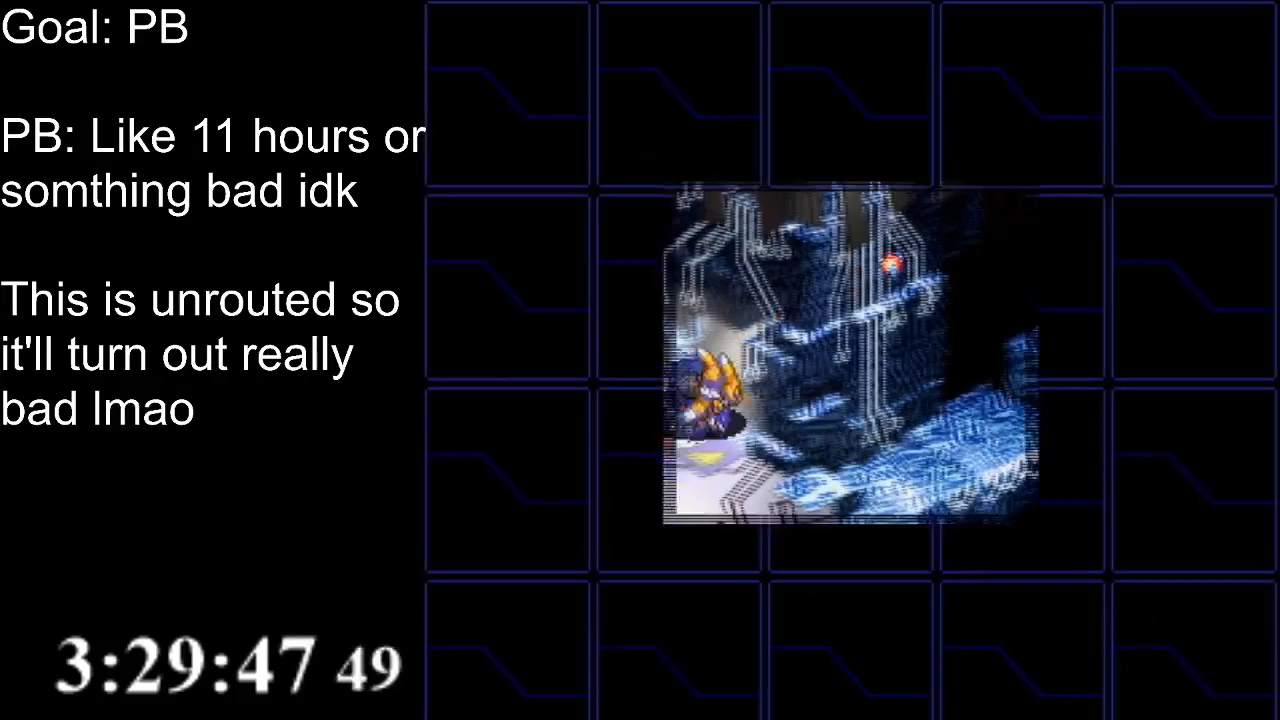 Goal: PB
PB: Like 11 hours or
somthing bad idk
This is unrouted so
it'll turn out really
bad lmao
3:29:47 49